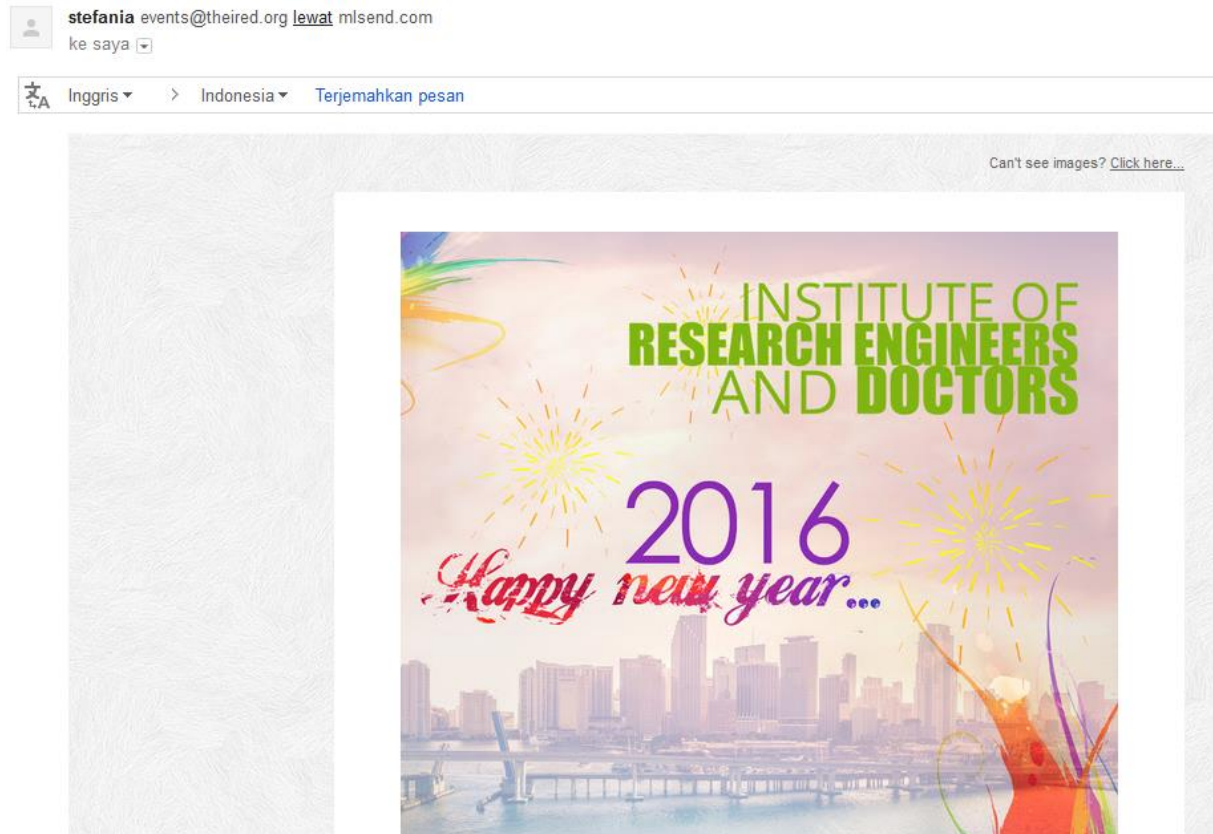 stefania events@theired.org lewat mlsend.com
ke saya
Inggris > Indonesia Terjemahkan pesan
Can't see images? Click here...
INSTITUTE OF
RESEARCH ENGINEERS
AND DOCTORS
2016
Happy new year...